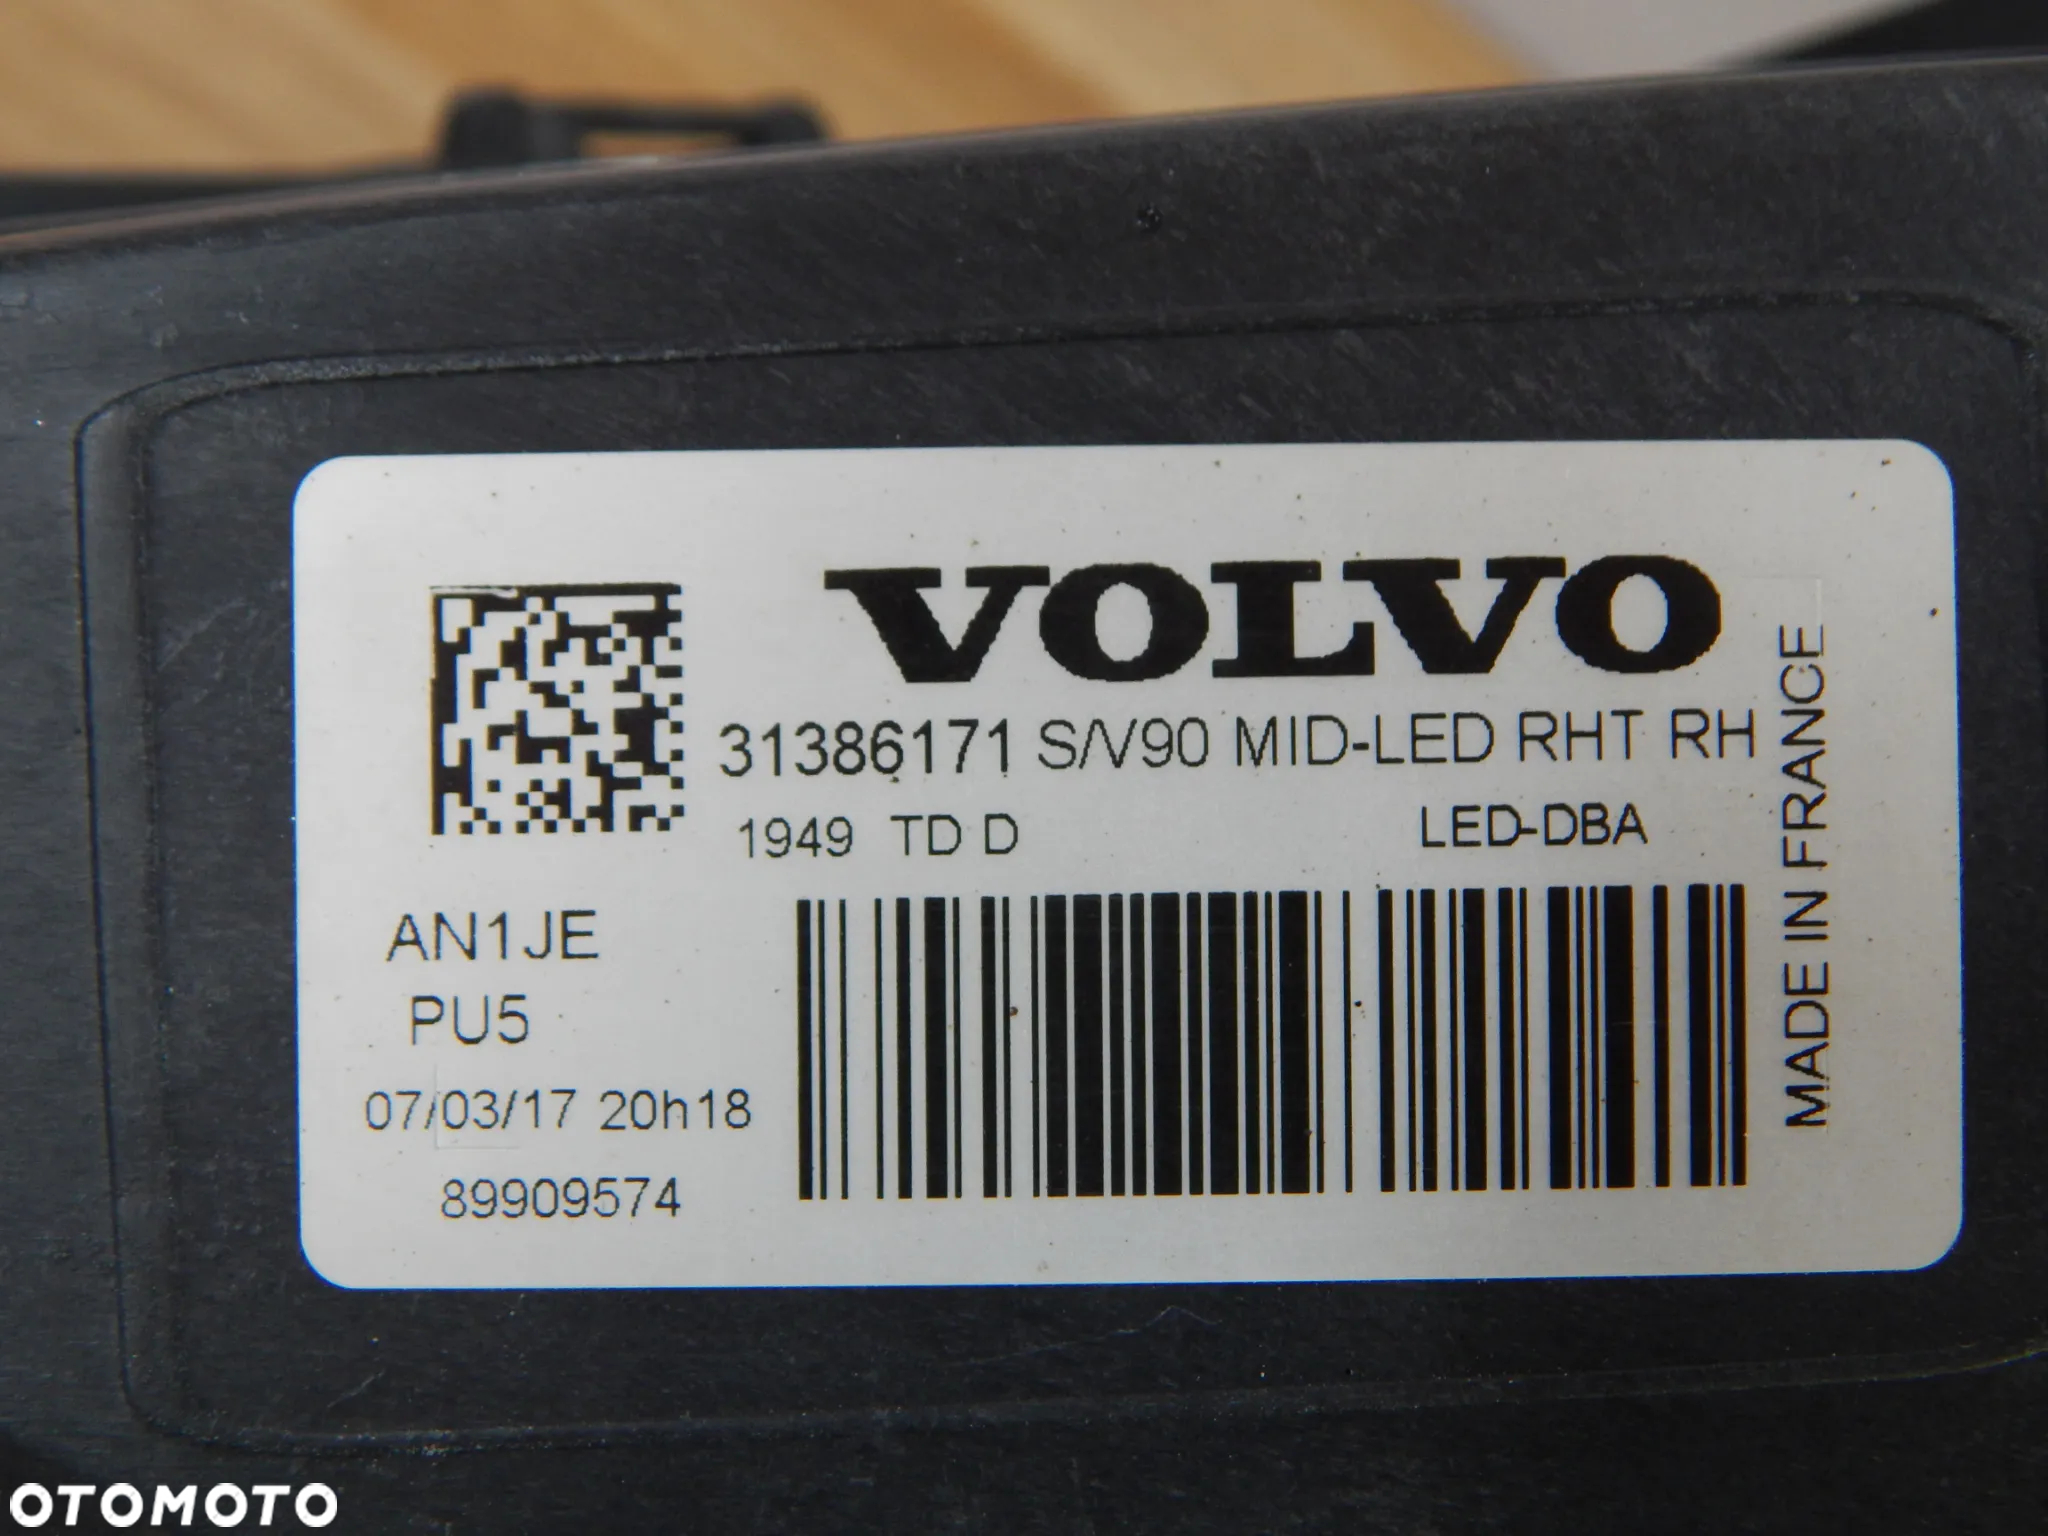 VOLVO
31386171 S/V90 MID-LED RHT RH
1949 TD D LED-DBA
AN1JE
PU5
07/03/17 20h18
89909574
MADE IN FRANCE
OTOMOTO